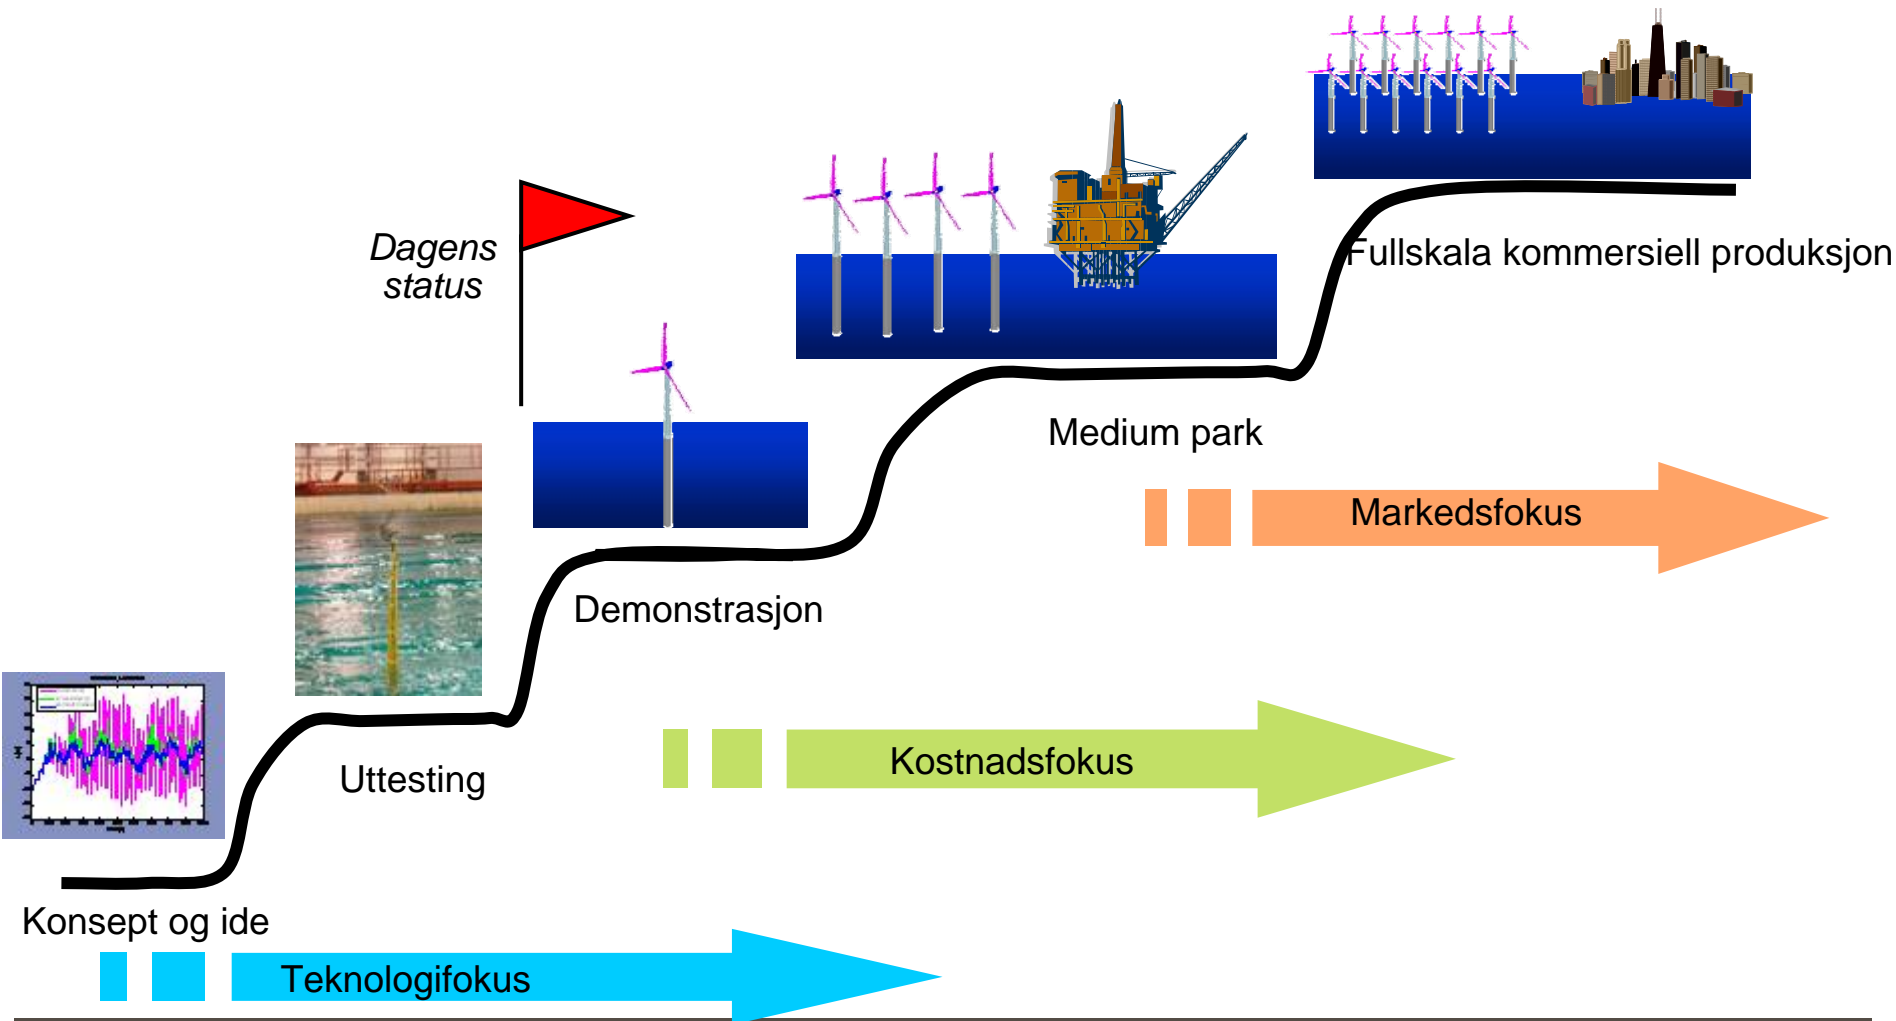 Dagens
status
Fullskala kommersiell produksjon
Medium park
Markedsfokus
Demonstrasjon
Kostnadsfokus
Uttesting
Konsept og ide
Teknologifokus